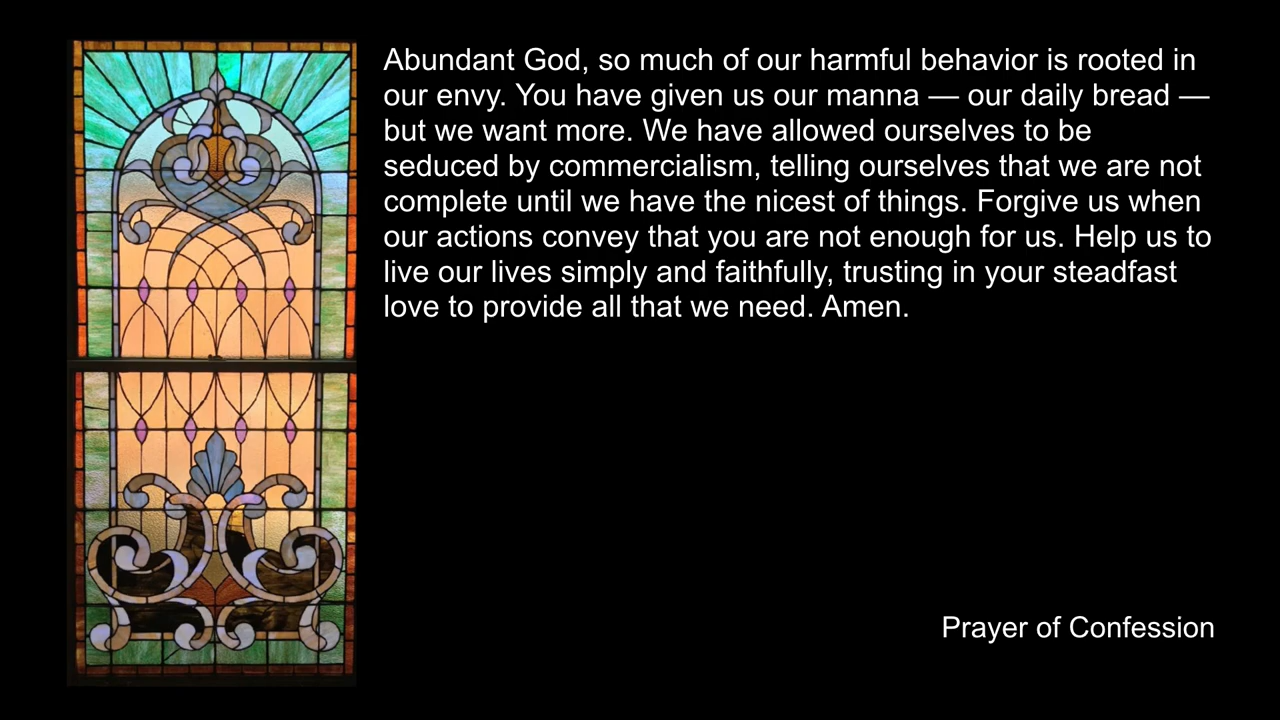 Abundant God, so much of our harmful behavior is rooted in
our envy. You have given us our manna — our daily bread —
but we want more. We have allowed ourselves to be
seduced by commercialism, telling ourselves that we are not
complete until we have the nicest of things. Forgive us when
our actions convey that you are not enough for us. Help us to
live our lives simply and faithfully, trusting in your steadfast
love to provide all that we need. Amen.
Prayer of Confession